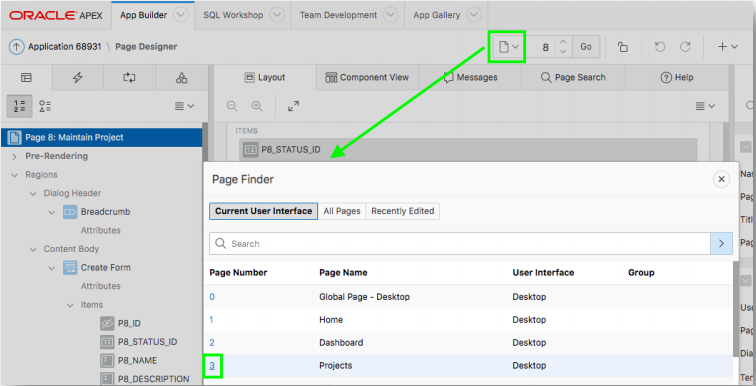 ORACLE APEX App Builder SQL Workshop Team Development App Gallery
Application 68931 \ Page Designer 8 Go
Layout Component View Messages Page Search Help
Page 8: Maintain Project
Pre-Rendering
Regions
Dialog Header
Breadcrumb
Attributes
Content Body
Create Form
Attributes
Items
P8_ID
P8_STATUS_ID
P8_NAME
P8_DESCRIPTION
ITEMS
P8_STATUS_ID
Page Finder
Current User Interface All Pages Recently Edited
Search
Page Number Page Name User Interface Group
0 Global Page - Desktop Desktop
1 Home Desktop
2 Dashboard Desktop
3 Projects Desktop